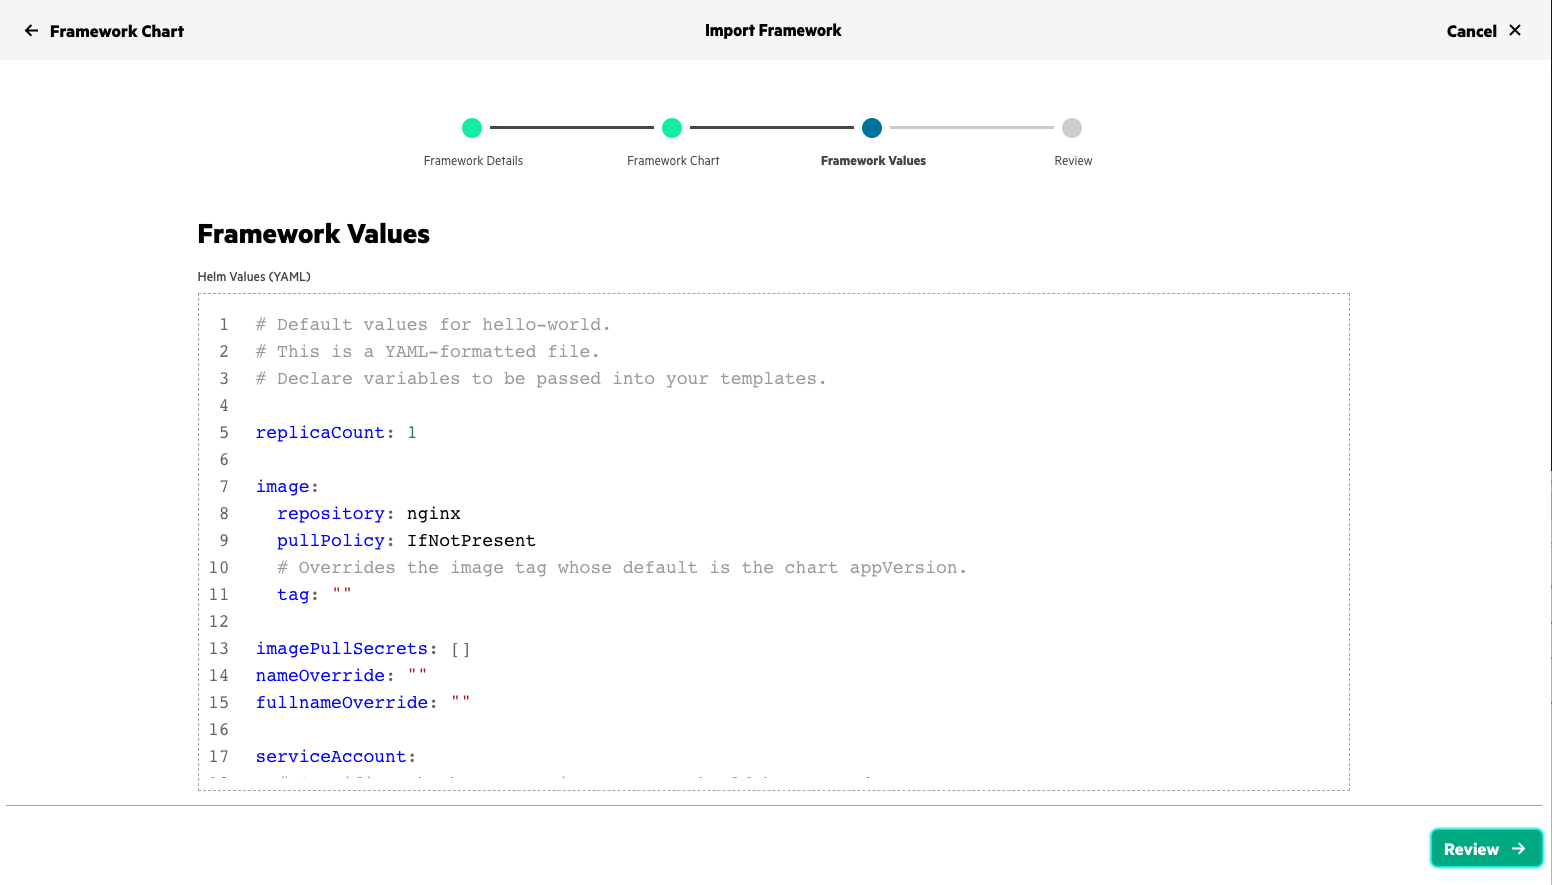 Framework Chart
Import Framework
Cancel
Framework Details
Framework Chart
Framework Values
Review
Framework Values
Helm Values (YAML)
1 # Default values for hello-world.
2 # This is a YAML-formatted file.
3 # Declare variables to be passed into your templates.
4
5 replicaCount: 1
6
7 image:
8   repository: nginx
9   pullPolicy: IfNotPresent
10   # Overrides the image tag whose default is the chart appVersion.
11   tag: ""
12
13 imagePullSecrets: []
14 nameOverride: ""
15 fullnameOverride: ""
16
17 serviceAccount:
Review